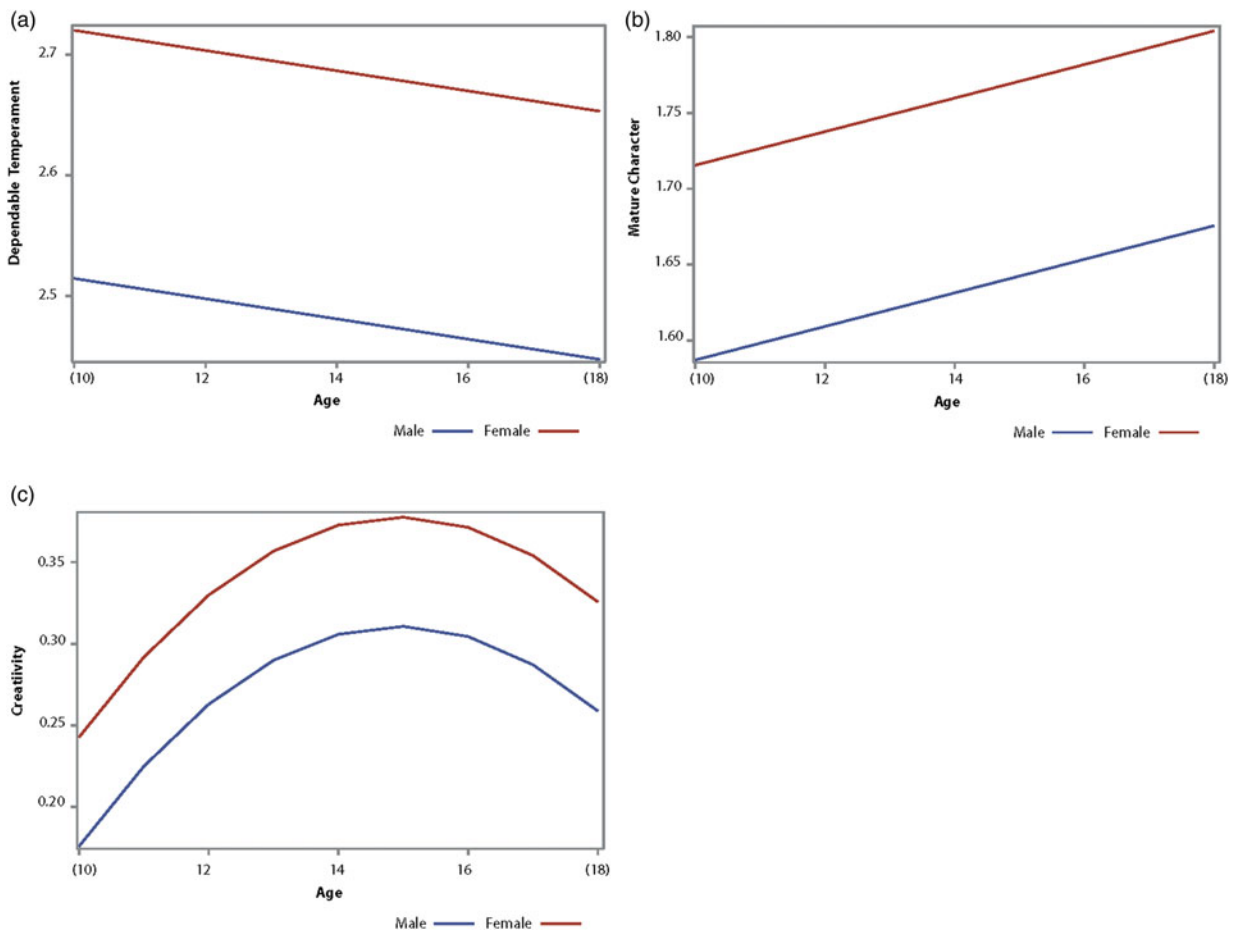 (a)
2.7
2.6
2.5
Dependable Temperament
(10) 12 14 16 (18)
Age
Male Female
(b)
1.80
1.75
1.70
1.65
1.60
Mature Character
(10) 12 14 16 (18)
Age
Male Female
(c)
0.35
0.30
0.25
0.20
Creatiivity
(10) 12 14 16 (18)
Age
Male Female